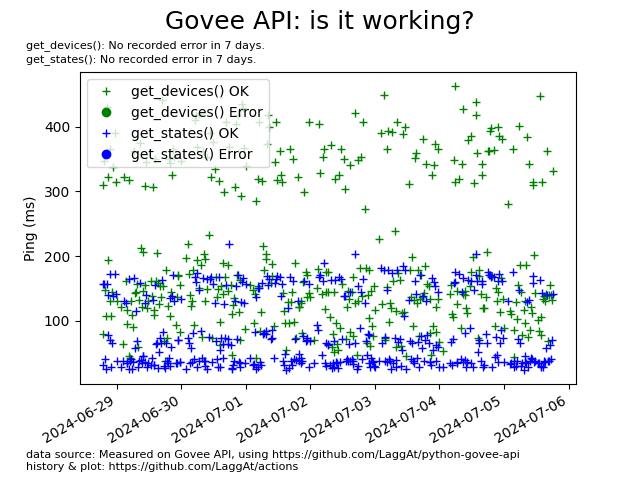 Govee API: is it working?
get_devices(): No recorded error in 7 days.
get_states(): No recorded error in 7 days.
get_devices() OK
get_devices() Error
get_states() OK
get_states() Error
Ping (ms)
400
300
200
100
2024-06-29
2024-06-30
2024-07-01
2024-07-02
2024-07-03
2024-07-04
2024-07-05
2024-07-06
data source: Measured on Govee API, using https://github.com/LaggAt/python-govee-api
history & plot: https://github.com/LaggAt/actions